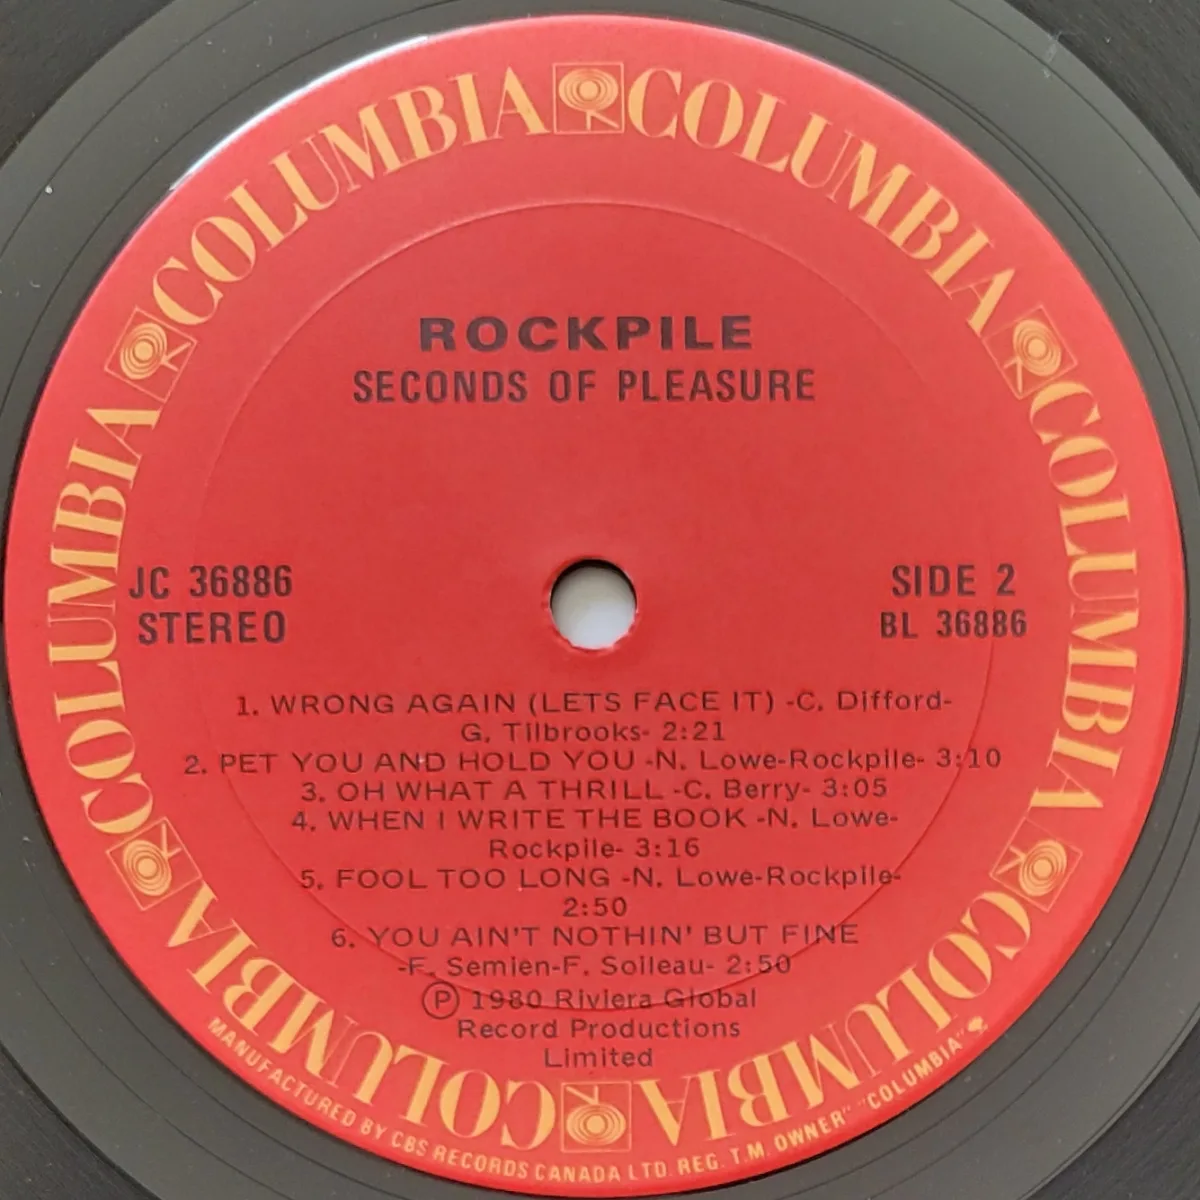 COLUMBIA COLUMBIA COLUMBIA COLUMBIA COLUMBIA COLUMBIA
ROCKPILE
SECONDS OF PLEASURE
JC 36886
STEREO
SIDE 2
BL 36886
1. WRONG AGAIN (LETS FACE IT) -C. Difford-
G. Tilbrooks- 2:21
2. PET YOU AND HOLD YOU -N. Lowe-Rockpile- 3:10
3. OH WHAT A THRILL -C. Berry- 3:05
4. WHEN I WRITE THE BOOK -N. Lowe-
Rockpile- 3:16
5. FOOL TOO LONG -N. Lowe-Rockpile-
2:50
6. YOU AIN'T NOTHIN' BUT FINE
-F. Semien-F. Soileau- 2:50
Ⓟ 1980 Riviera Global
Record Productions
Limited
MANUFACTURED BY CBS RECORDS CANADA LTD. REG. T.M. OWNER" "COLUMBIA"